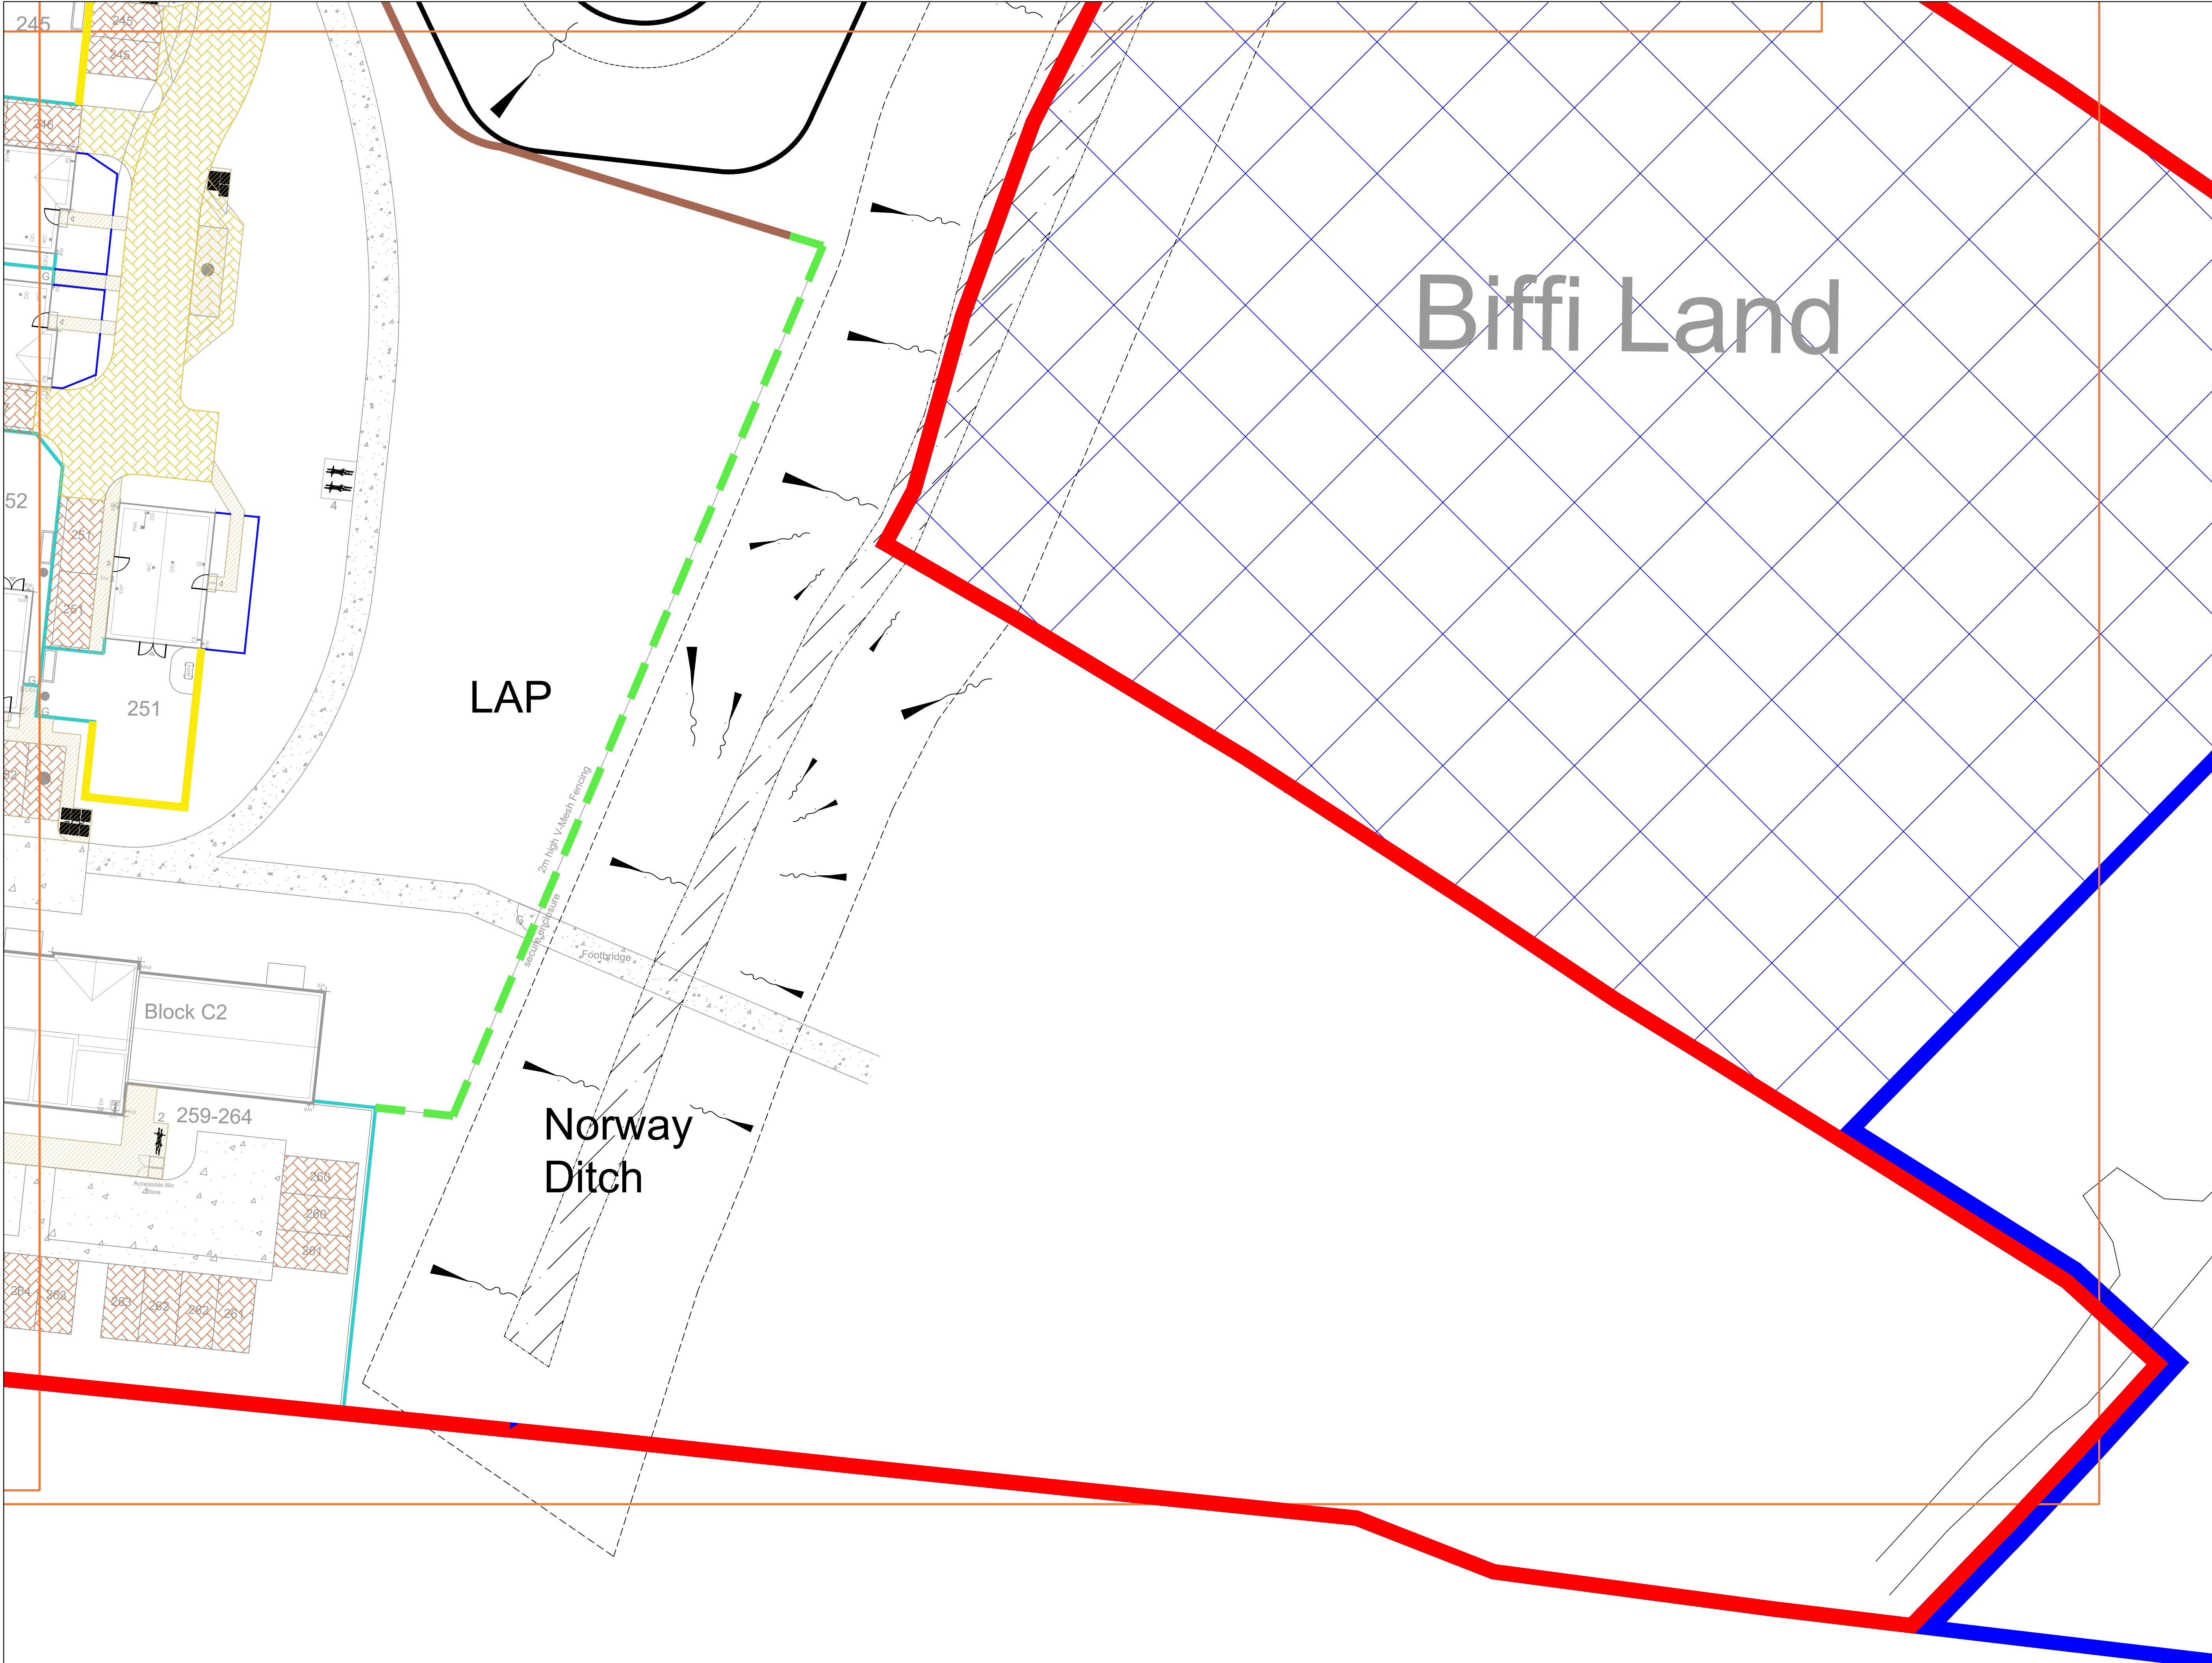 245
245
245
246
Biffi Land
G
52
251
4
251
LAP
G
251
G
2m high V-Mesh Fencing
secure enclosure
G
Footbridge
Block C2
2
259-264
Norway
Ditch
Accessible Bin
Store
260
260
261
264
263
263
262
262
261